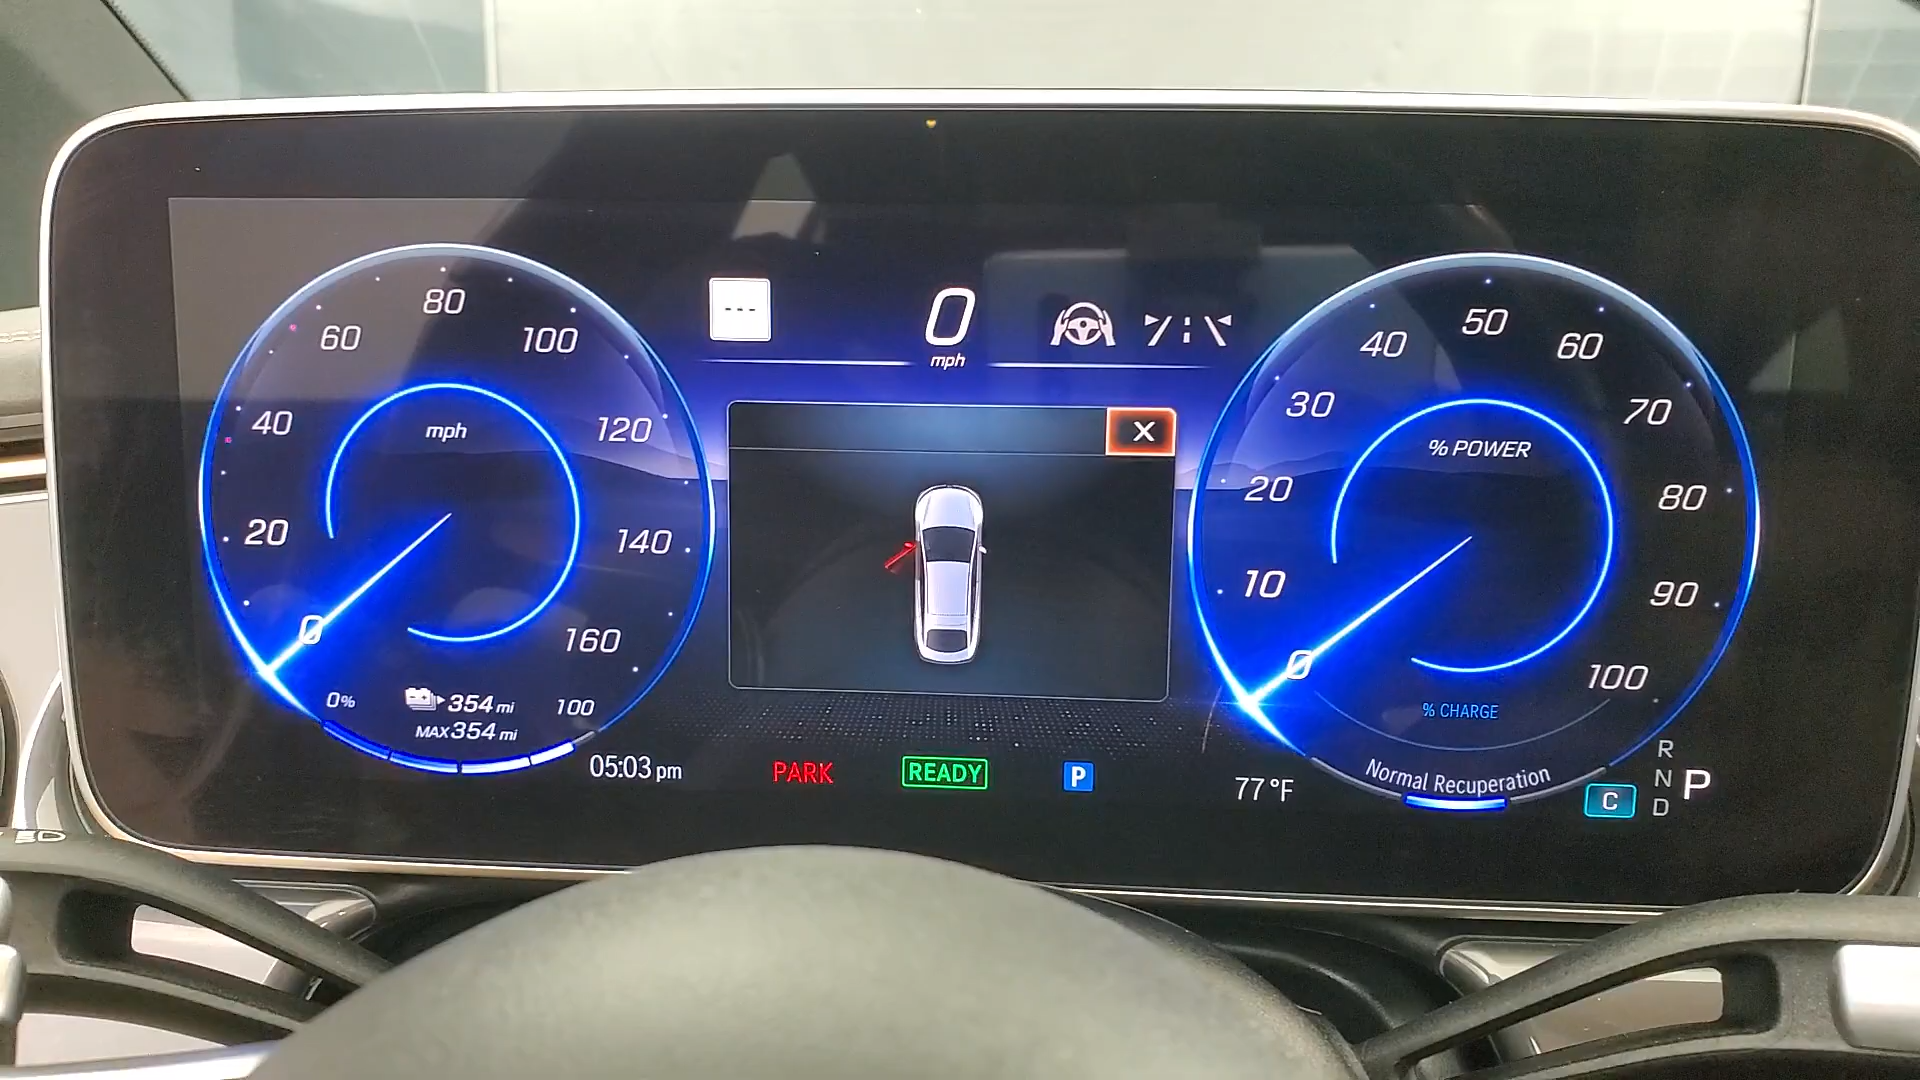 80
60
100
40
120
mph
20
140
0
160
0%
354 mi
100
MAX 354 mi
05:03 pm
---
0
mph
X
PARK
READY
P
77°F
50
40
60
30
70
% POWER
20
80
10
90
0
100
% CHARGE
Normal Recuperation
C
R
N
D
P